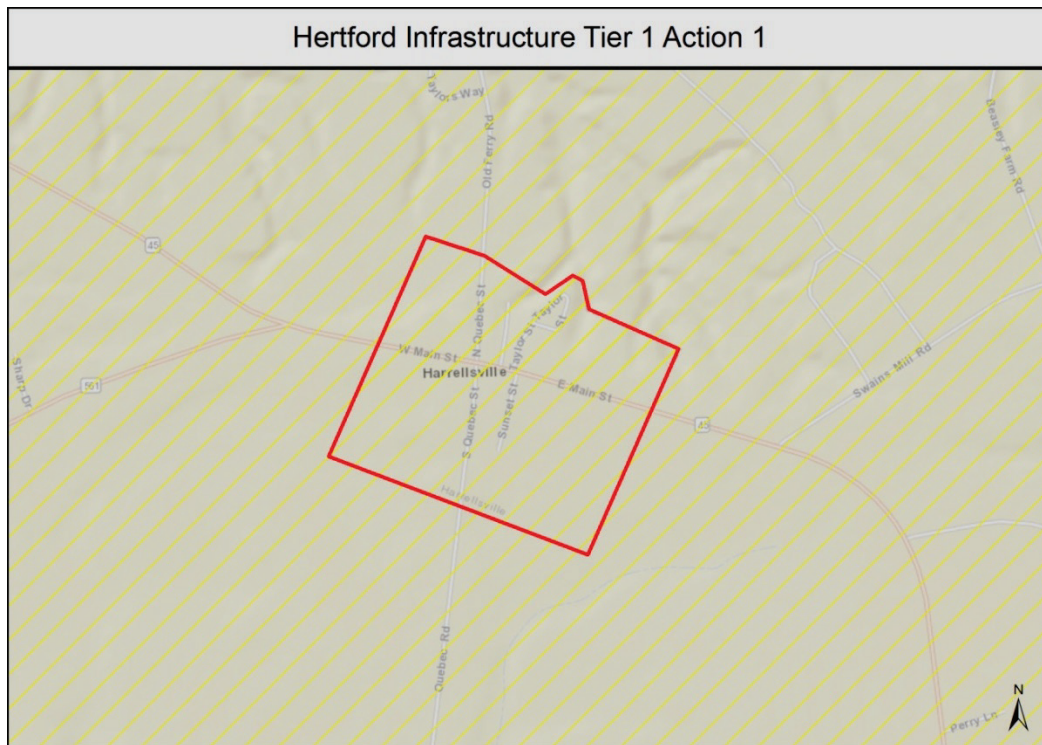 Hertford Infrastructure Tier 1 Action 1
Taylors Way
Old Ferry Rd
Beasley Farm Rd
45
N Quebec St
Taylor St
Taylor St
W Main St
Harrellsville
E Main St
561
Sharp Dr
S Quebec St
Sunset St
45
Swains Mill Rd
Harrellsville
Quebec Rd
Perry Ln
N